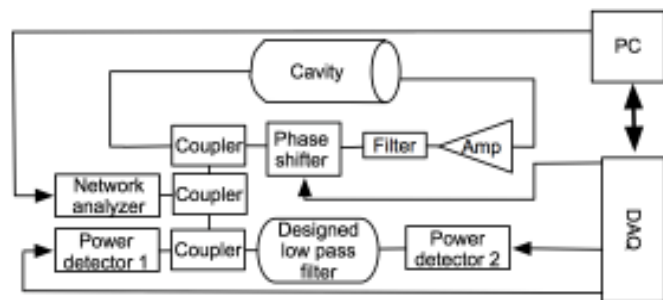 PC
Cavity
Coupler
Phase
shifter
Filter
Amp
Network
analyzer
Coupler
DAQ
Power
detector 1
Coupler
Designed
low pass
filter
Power
detector 2